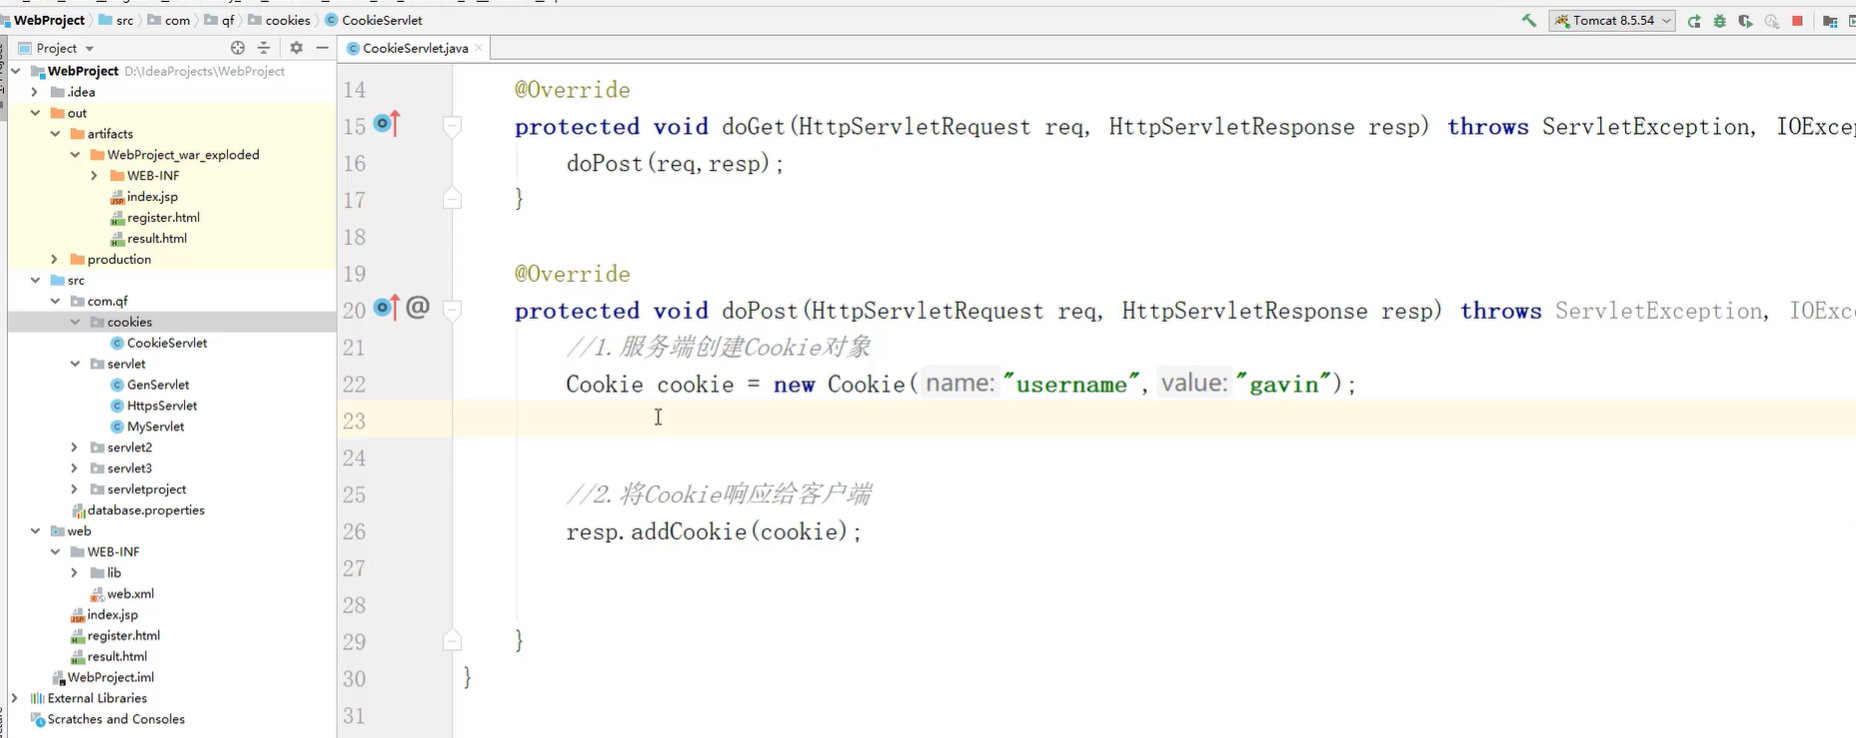 WebProject src com qf cookies CookieServlet
Tomcat 8.5.54
Project
CookieServlet.java
WebProject D:\IdeaProjects\WebProject
.idea
out
artifacts
WebProject_war_exploded
WEB-INF
index.jsp
register.html
result.html
production
src
com.qf
cookies
CookieServlet
servlet
GenServlet
HttpsServlet
MyServlet
servlet2
servlet3
servletproject
database.properties
web
WEB-INF
lib
web.xml
index.jsp
register.html
result.html
WebProject.iml
External Libraries
Scratches and Consoles
14 @Override
15 protected void doGet(HttpServletRequest req, HttpServletResponse resp) throws ServletException, IOExcep
16 doPost(req,resp);
17 }
18
19 @Override
20 @ protected void doPost(HttpServletRequest req, HttpServletResponse resp) throws ServletException, IOExc
21 //1.服务端创建Cookie对象
22 Cookie cookie = new Cookie( name: "username", value: "gavin");
23
24
25 //2.将Cookie响应给客户端
26 resp.addCookie(cookie);
27
28
29 }
30 }
31